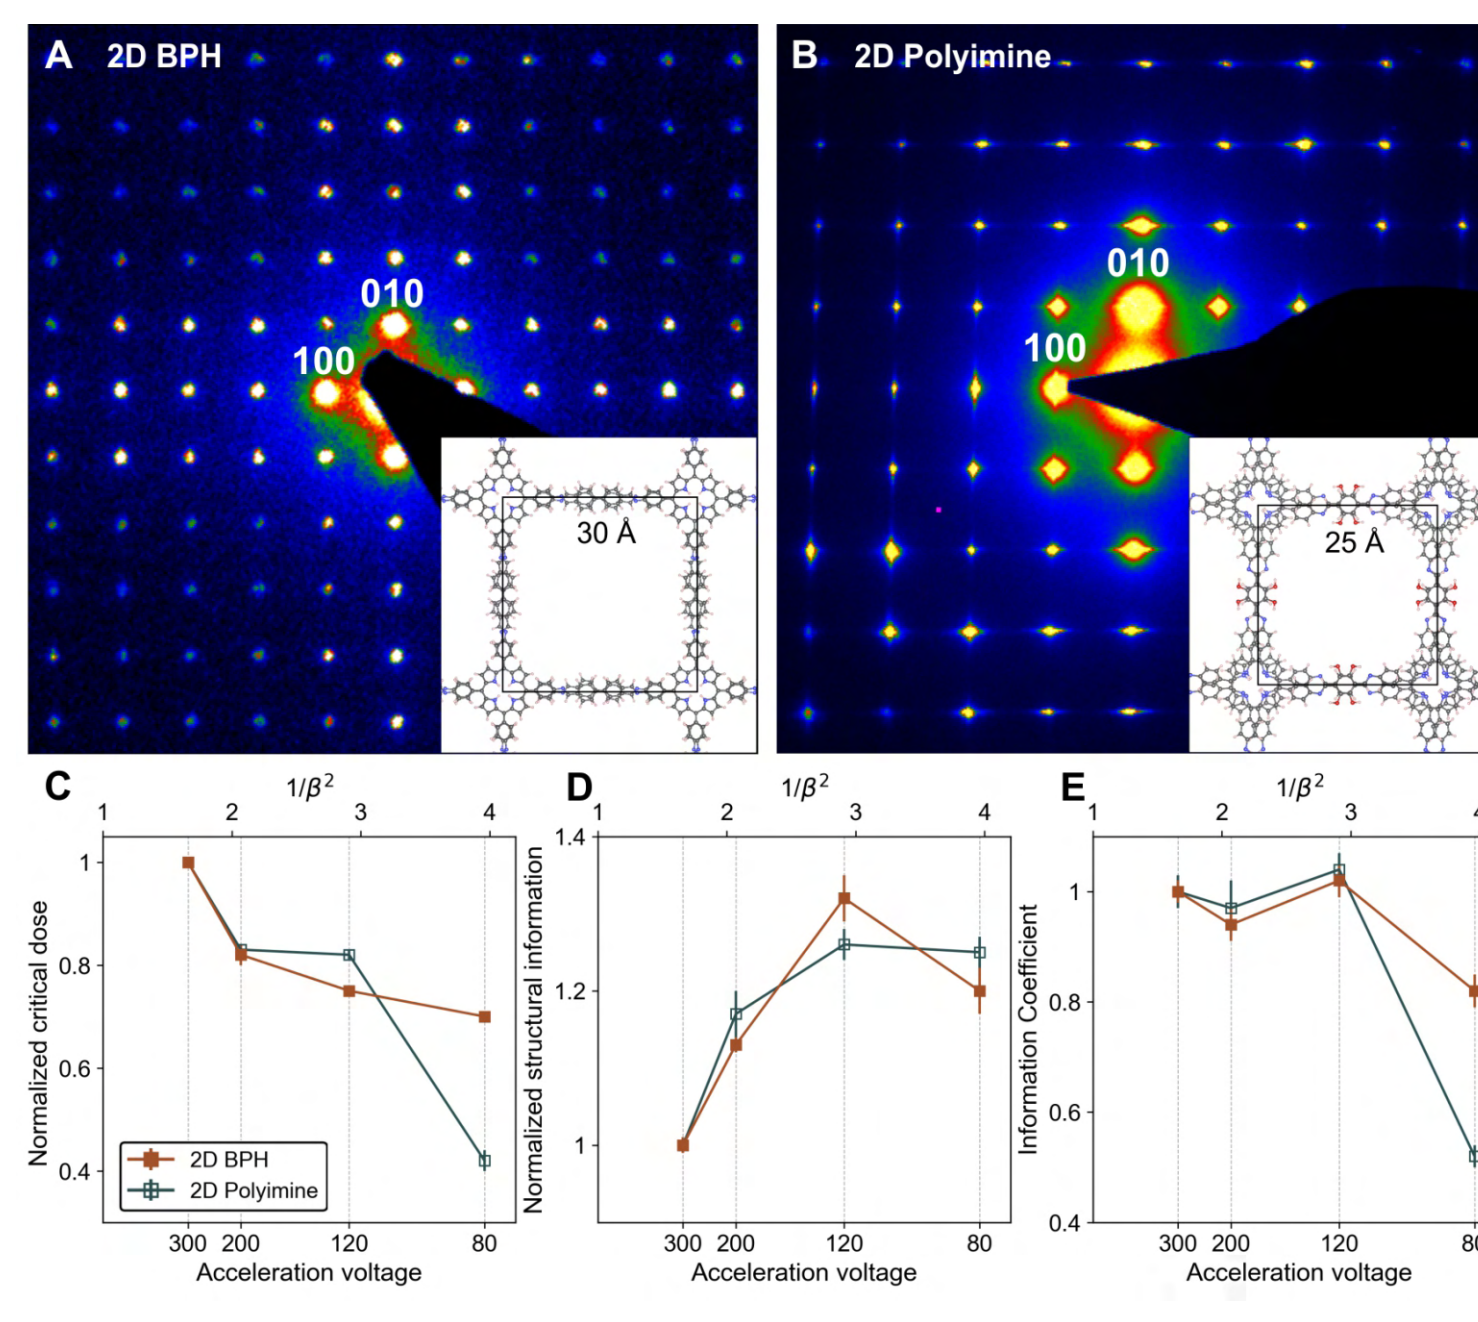 A 2D BPH
010
100
30 Å
B 2D Polyimine
010
100
25 Å
C
1/β²
1 2 3 4
Normalized critical dose
1
0.8
0.6
0.4
2D BPH
2D Polyimine
300 200 120 80
Acceleration voltage
D
1/β²
1 2 3 4
Normalized structural information
1.4
1.2
1
300 200 120 80
Acceleration voltage
E
1/β²
1 2 3 4
Information Coefficient
1
0.8
0.6
0.4
300 200 120 80
Acceleration voltage